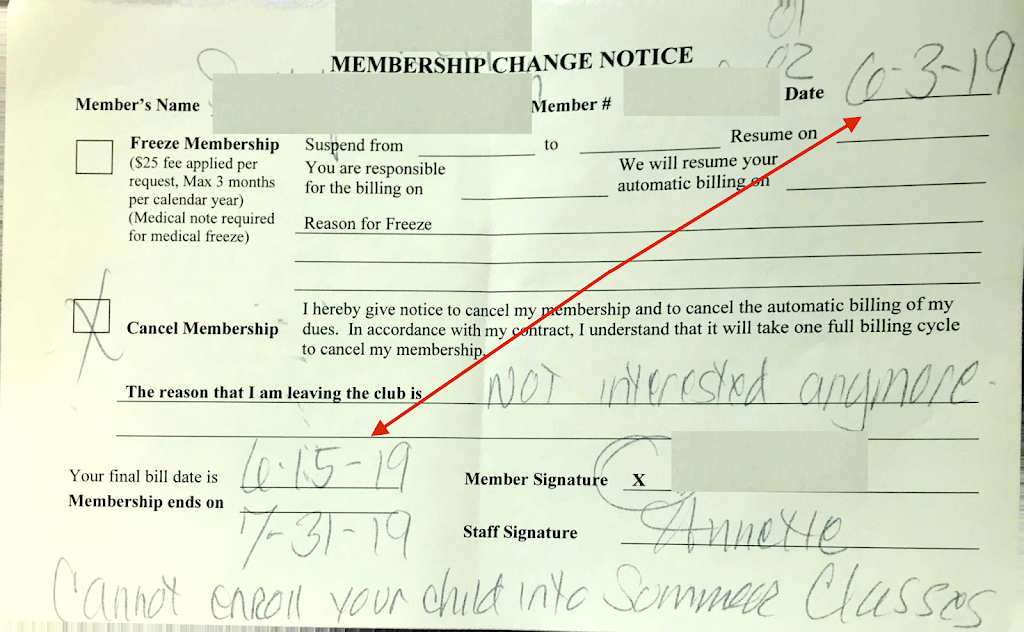 01
MEMBERSHIP CHANGE NOTICE
02
Member's Name Member # Date 6-3-19
Freeze Membership
($25 fee applied per
request, Max 3 months
per calendar year)
(Medical note required
for medical freeze)
Suspend from to Resume on
You are responsible
for the billing on
We will resume your
automatic billing on
Reason for Freeze
X
Cancel Membership
I hereby give notice to cancel my membership and to cancel the automatic billing of my
dues. In accordance with my contract, I understand that it will take one full billing cycle
to cancel my membership.
The reason that I am leaving the club is NOT interested anymore.
Your final bill date is 6-15-19
Membership ends on
7-31-19
Member Signature X
Staff Signature Annette
Cannot enroll your child into Sommer Classes